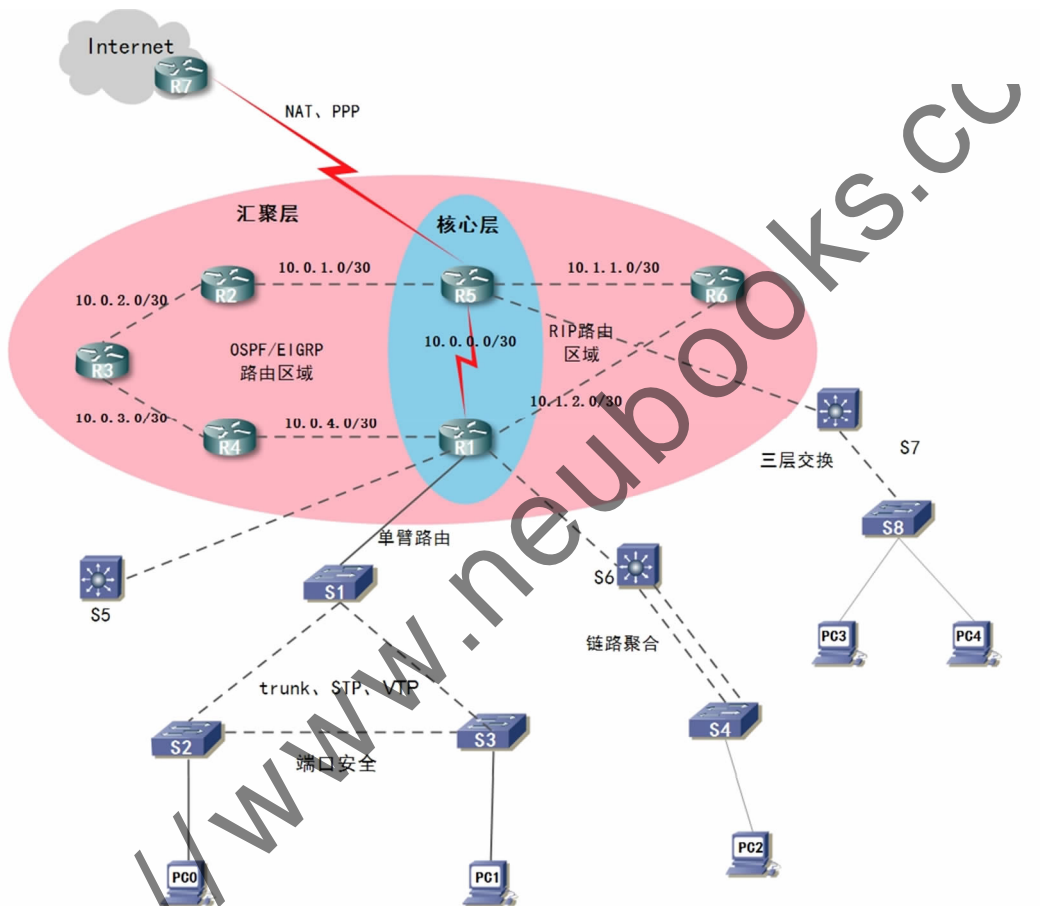 Internet
R7
NAT、PPP
汇聚层
核心层
10.0.1.0/30
10.1.1.0/30
R2
R5
R6
10.0.2.0/30
RIP路由
区域
10.0.0.0/30
OSPF/EIGRP
路由区域
R3
10.1.2.0/30
10.0.3.0/30
10.0.4.0/30
R4
R1
S7
三层交换
S8
单臂路由
S5
S1
S6
PC3
PC4
链路聚合
trunk、STP、VTP
S2
S3
S4
端口安全
PC0
PC1
PC2
//www.neubooks.co